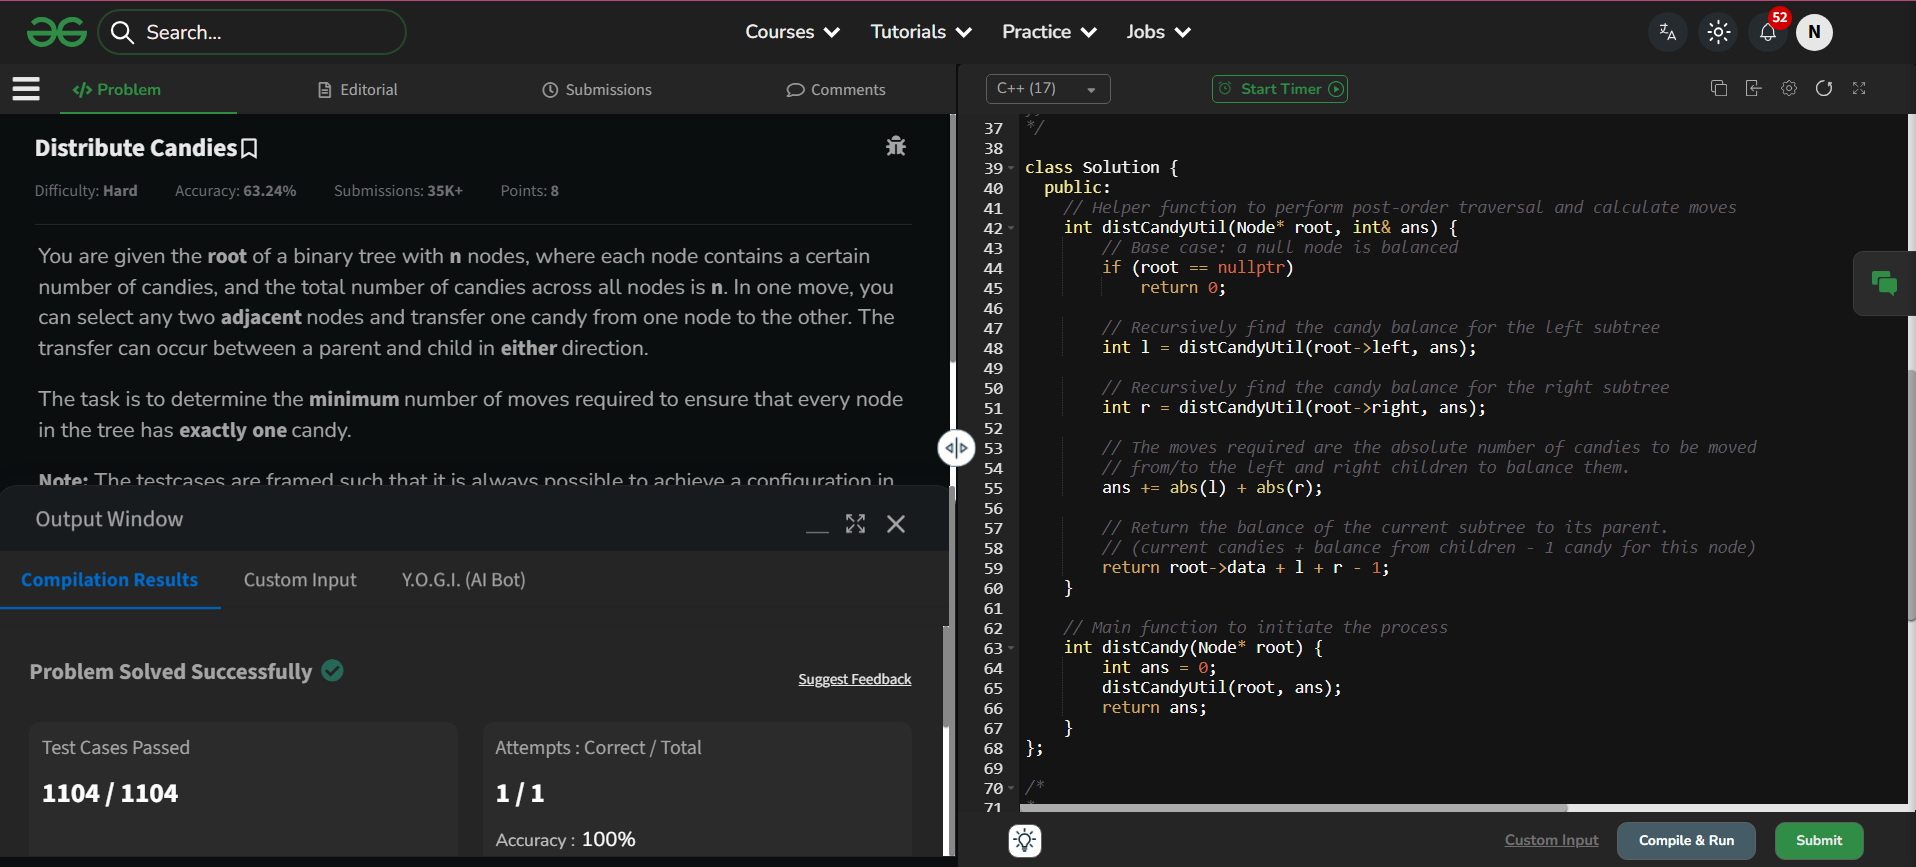 Search...
Courses
Tutorials
Practice
Jobs
52
N
Problem
Editorial
Submissions
Comments
C++ (17)
Start Timer
Distribute Candies
Difficulty: Hard
Accuracy: 63.24%
Submissions: 35K+
Points: 8
You are given the root of a binary tree with n nodes, where each node contains a certain
number of candies, and the total number of candies across all nodes is n. In one move, you
can select any two adjacent nodes and transfer one candy from one node to the other. The
transfer can occur between a parent and child in either direction.
The task is to determine the minimum number of moves required to ensure that every node
in the tree has exactly one candy.
Note: The testcases are framed such that it is always possible to achieve a configuration in
Output Window
Compilation Results
Custom Input
Y.O.G.I. (AI Bot)
Problem Solved Successfully
Suggest Feedback
Test Cases Passed
1104 / 1104
Attempts : Correct / Total
1 / 1
Accuracy : 100%
37 */
38
39 class Solution {
40 public:
41 // Helper function to perform post-order traversal and calculate moves
42 int distCandyUtil(Node* root, int& ans) {
43 // Base case: a null node is balanced
44 if (root == nullptr)
45 return 0;
46
47 // Recursively find the candy balance for the left subtree
48 int l = distCandyUtil(root->left, ans);
49
50 // Recursively find the candy balance for the right subtree
51 int r = distCandyUtil(root->right, ans);
52
53 // The moves required are the absolute number of candies to be moved
54 // from/to the left and right children to balance them.
55 ans += abs(l) + abs(r);
56
57 // Return the balance of the current subtree to its parent.
58 // (current candies + balance from children - 1 candy for this node)
59 return root->data + l + r - 1;
60 }
61
62 // Main function to initiate the process
63 int distCandy(Node* root) {
64 int ans = 0;
65 distCandyUtil(root, ans);
66 return ans;
67 }
68 };
69
70 /*
71 *
Custom Input
Compile & Run
Submit